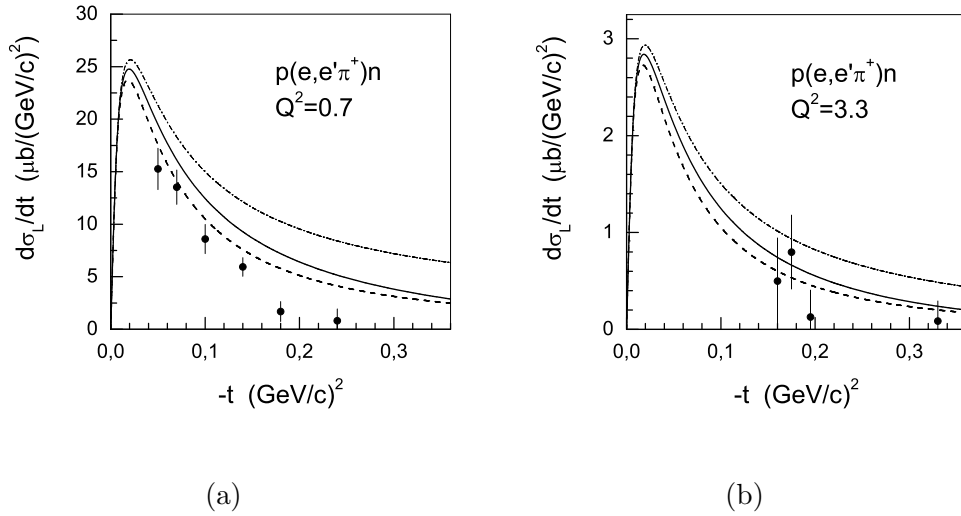 30
25
20
15
10
5
0
dσ_L/dt (μb/(GeV/c)²)
p(e,e'π⁺)n
Q²=0.7
0,0 0,1 0,2 0,3
-t (GeV/c)²
(a)
3
2
1
0
dσ_L/dt (μb/(GeV/c)²)
p(e,e'π⁺)n
Q²=3.3
0,0 0,1 0,2 0,3
-t (GeV/c)²
(b)